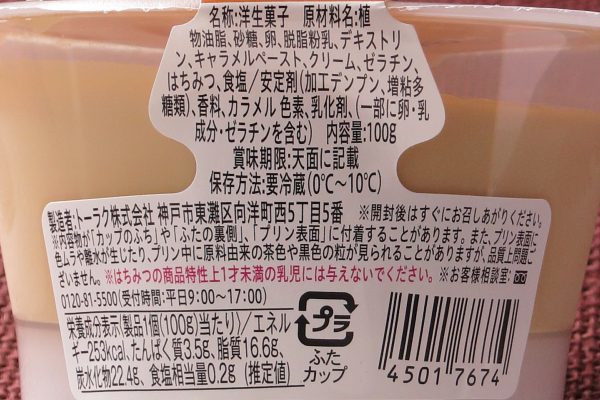 名称:洋生菓子 原材料名:植
物油脂、砂糖、卵、脱脂粉乳、デキストリ
ン、キャラメルペースト、クリーム、ゼラチン、
はちみつ、食塩/安定剤(加工デンプン、増粘多
糖類)、香料、カラメル色素、乳化剤、(一部に卵・乳
成分・ゼラチンを含む) 内容量:100g
賞味期限:天面に記載
保存方法:要冷蔵(0℃〜10℃)
製造者:トーラク株式会社 神戸市東灘区向洋町西5丁目5番 ※開封後はすぐにお召しあがりください。
※内容物が「カップのふち」や「ふたの裏側」、「プリン表面」に付着することがあります。また、プリン表面に
色ムラや離水が生じたり、プリン中に原料由来の茶色や黒色の粒が見られることがありますが、品質上問題ご
ざいません。※はちみつの商品特性上1才未満の乳児には与えないでください。※お客様相談室:
0120-81-5500(受付時間:平日9:00〜17:00)
栄養成分表示(製品1個(100g)当たり)/エネル
ギー253kcal、たんぱく質3.5g、脂質16.6g、
炭水化物22.4g、食塩相当量0.2g (推定値)
プラ
ふた
カップ
4501 7674